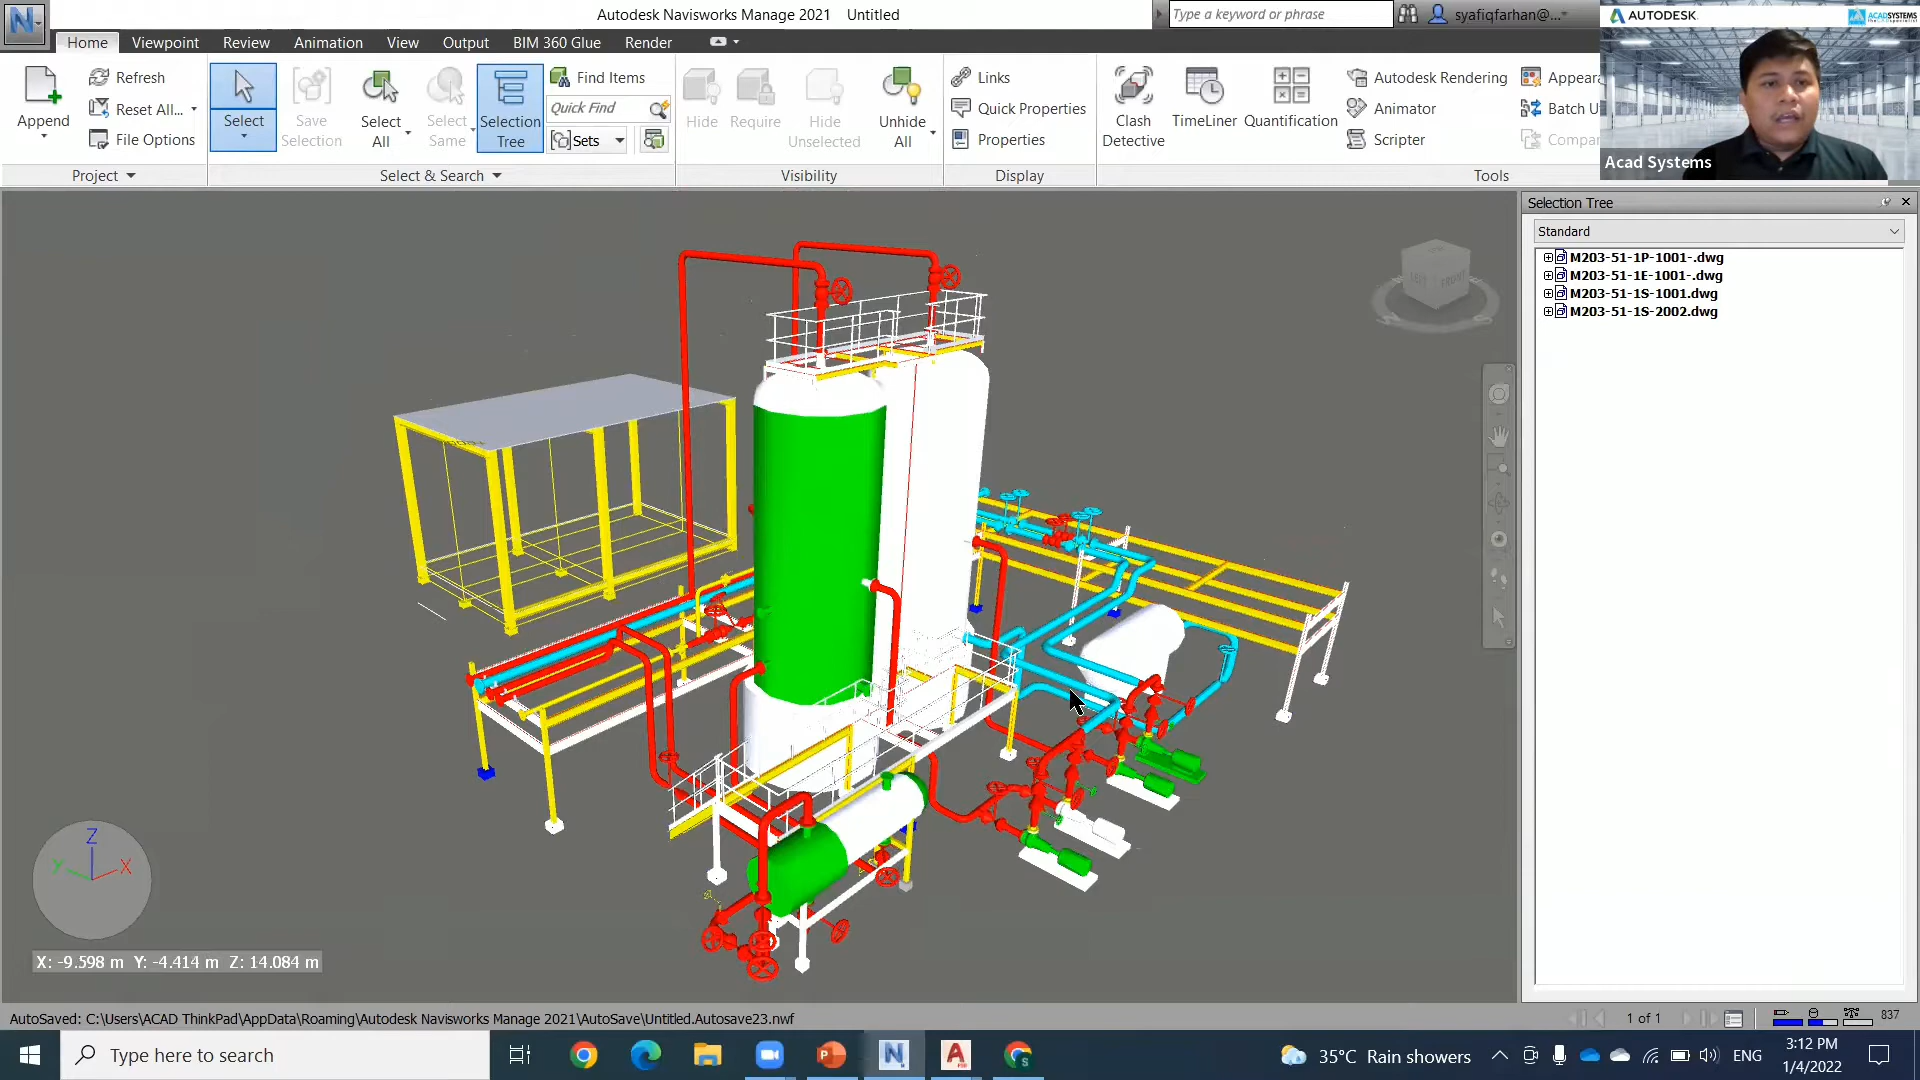 Autodesk Navisworks Manage 2021 Untitled
Type a keyword or phrase
syafiqfarhan@...
AUTODESK
ACADSYSTEMS
Home Viewpoint Review Animation View Output BIM 360 Glue Render
Append
Refresh
Reset All...
File Options
Project
Select
Save Selection
Select All
Select Same
Selection Tree
Find Items
Quick Find
Sets
Select & Search
Hide
Require
Hide Unselected
Unhide All
Visibility
Links
Quick Properties
Properties
Display
Clash Detective
TimeLiner
Quantification
Autodesk Rendering
Animator
Scripter
Appeara
Batch U
Compar
Tools
Acad Systems
Selection Tree
Standard
M203-51-1P-1001-.dwg
M203-51-1E-1001-.dwg
M203-51-1S-1001.dwg
M203-51-1S-2002.dwg
LEFT FRONT
Z
Y X
X: -9.598 m Y: -4.414 m Z: 14.084 m
AutoSaved: C:\Users\ACAD ThinkPad\AppData\Roaming\Autodesk Navisworks Manage 2021\AutoSave\Untitled.Autosave23.nwf
1 of 1
837
Type here to search
35°C Rain showers
ENG
3:12 PM
1/4/2022